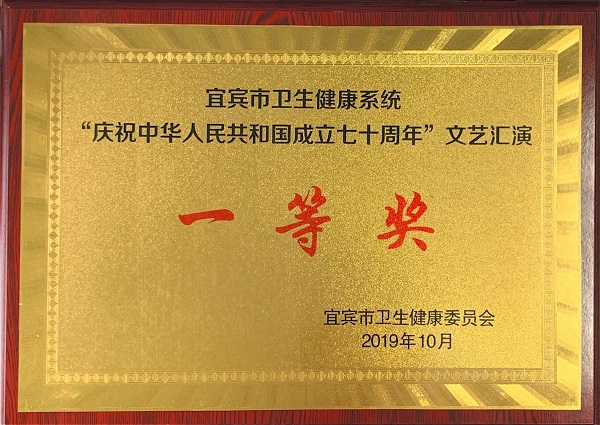 宜宾市卫生健康系统
“庆祝中华人民共和国成立七十周年”文艺汇演
一等奖
宜宾市卫生健康委员会
2019年10月